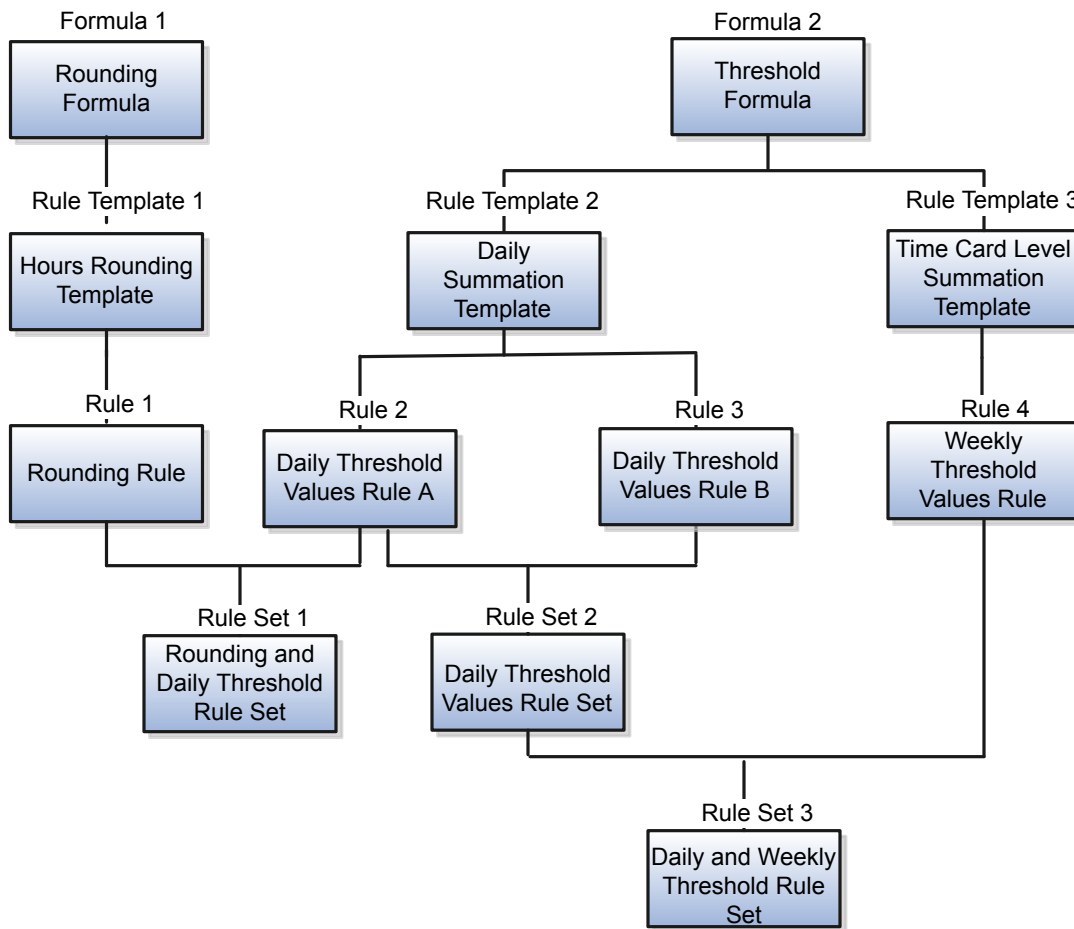 Formula 1
Rounding
Formula
Formula 2
Threshold
Formula
Rule Template 1
Hours Rounding
Template
Rule Template 2
Daily
Summation
Template
Rule Template 3
Time Card Level
Summation
Template
Rule 1
Rounding Rule
Rule 2
Daily Threshold
Values Rule A
Rule 3
Daily Threshold
Values Rule B
Rule 4
Weekly
Threshold
Values Rule
Rule Set 1
Rounding and
Daily Threshold
Rule Set
Rule Set 2
Daily Threshold
Values Rule Set
Rule Set 3
Daily and Weekly
Threshold Rule
Set